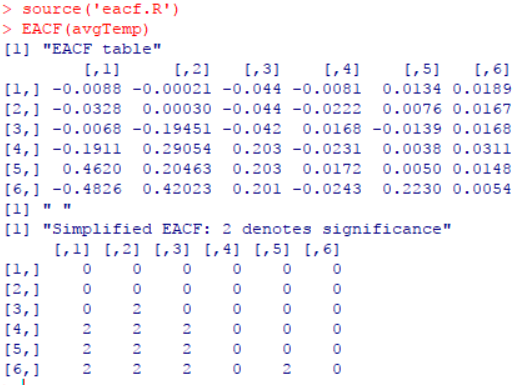 > source('eacf.R')
> EACF(avgTemp)
[1] "EACF table"
        [,1]     [,2]   [,3]    [,4]    [,5]   [,6]
[1,] -0.0088 -0.00021 -0.044 -0.0081  0.0134 0.0189
[2,] -0.0328  0.00030 -0.044 -0.0222  0.0076 0.0167
[3,] -0.0068 -0.19451 -0.042  0.0168 -0.0139 0.0168
[4,] -0.1911  0.29054  0.203 -0.0231  0.0038 0.0311
[5,]  0.4620  0.20463  0.203  0.0172  0.0050 0.0148
[6,] -0.4826  0.42023  0.201 -0.0243  0.2230 0.0054
[1] " "
[1] "Simplified EACF: 2 denotes significance"
     [,1] [,2] [,3] [,4] [,5] [,6]
[1,]    0    0    0    0    0    0
[2,]    0    0    0    0    0    0
[3,]    0    2    0    0    0    0
[4,]    2    2    2    0    0    0
[5,]    2    2    2    0    0    0
[6,]    2    2    2    0    2    0